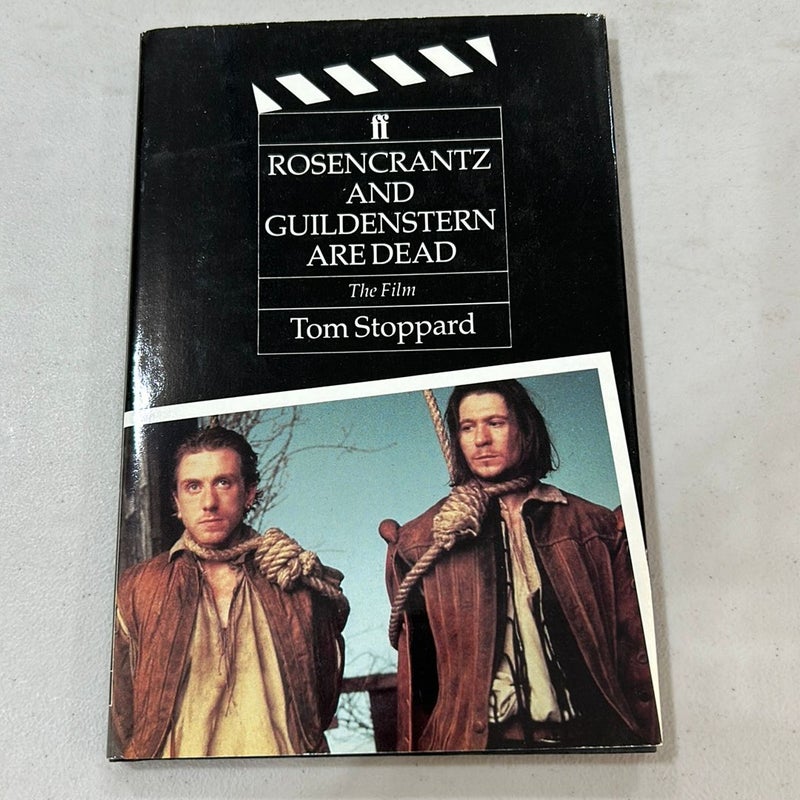 ff
ROSENCRANTZ
AND
GUILDENSTERN
ARE DEAD
The Film
Tom Stoppard